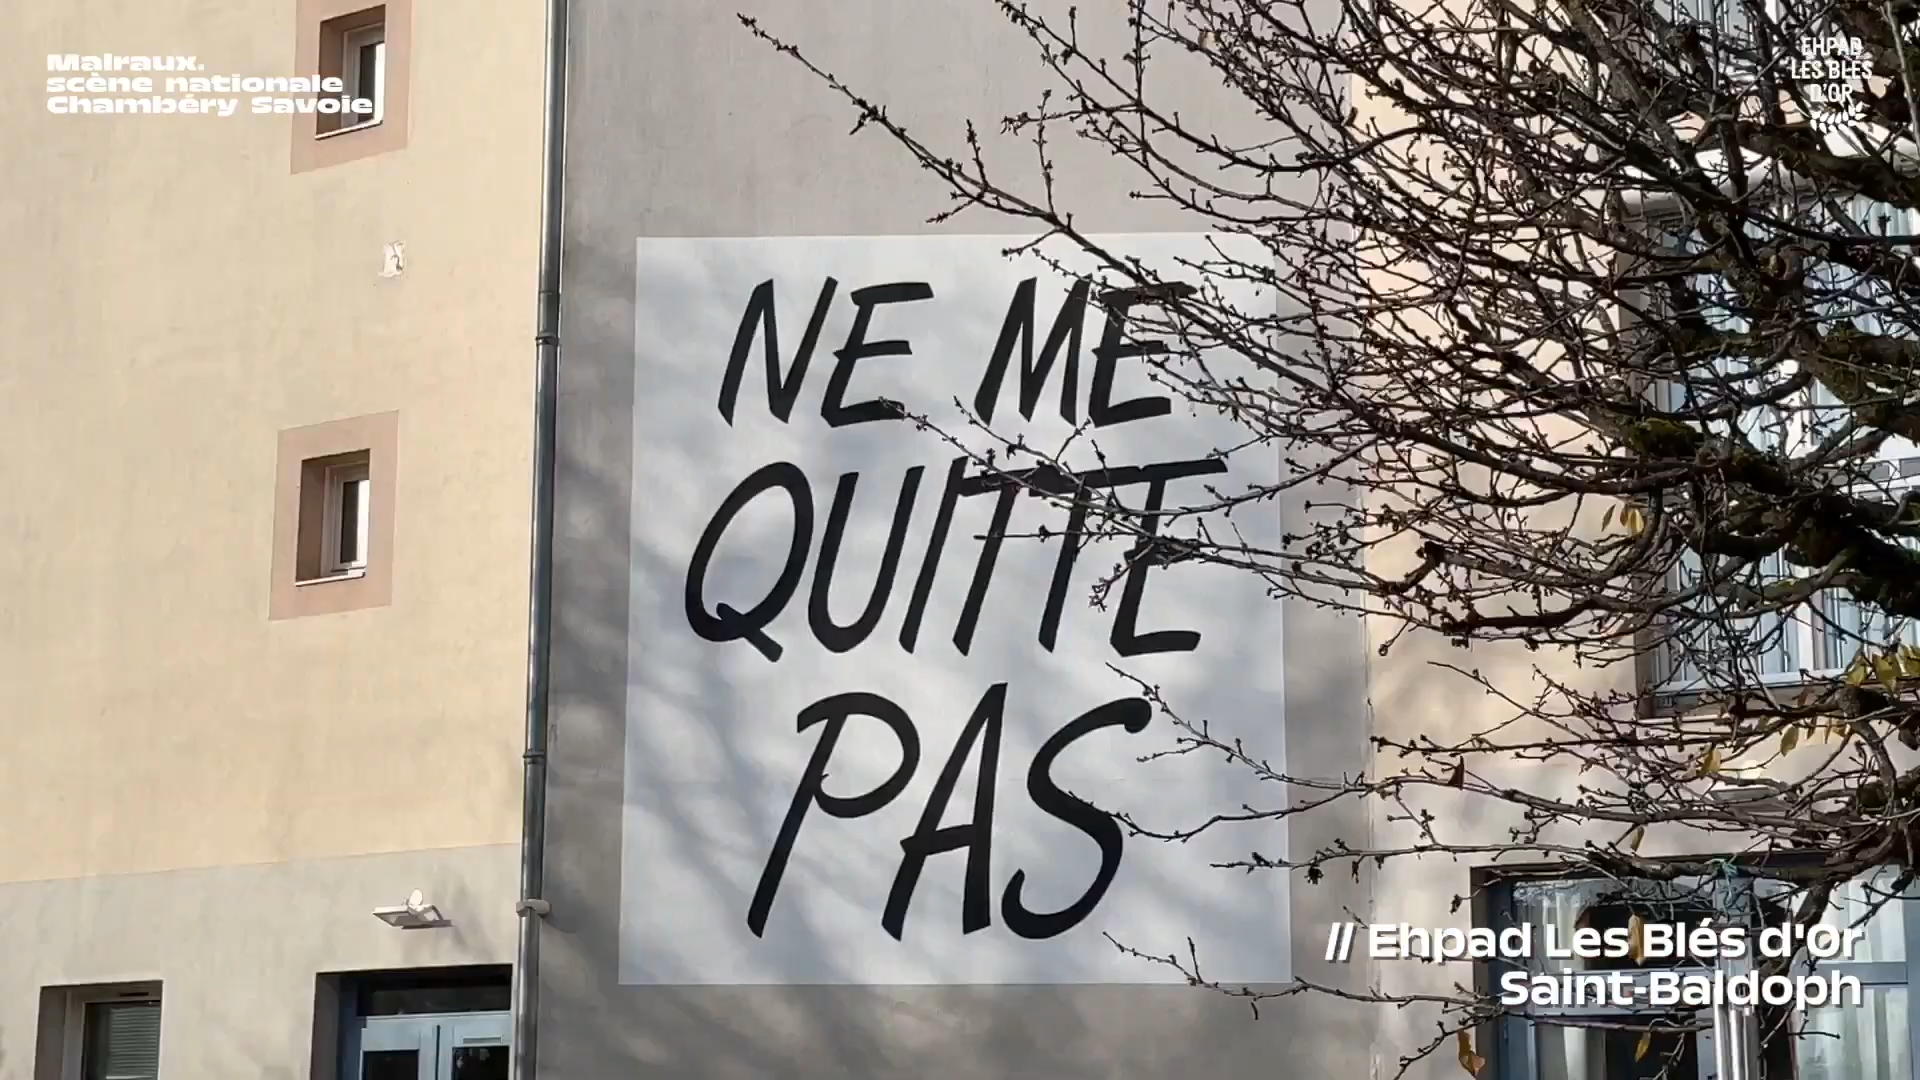 Malraux.
scène nationale
Chambéry Savoie
EHPAD
LES BLÉS
D'OR
NE ME
QUITTE
PAS
// Ehpad Les Blés d'Or
Saint-Baldoph